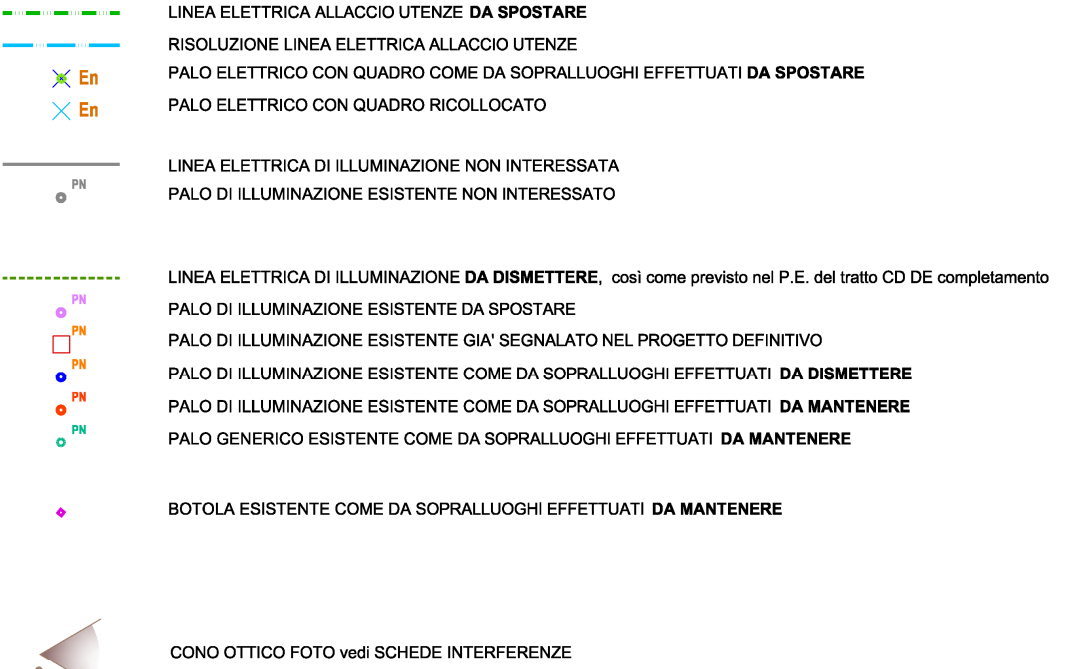 LINEA ELETTRICA ALLACCIO UTENZE DA SPOSTARE
RISOLUZIONE LINEA ELETTRICA ALLACCIO UTENZE
En PALO ELETTRICO CON QUADRO COME DA SOPRALLUOGHI EFFETTUATI DA SPOSTARE
En PALO ELETTRICO CON QUADRO RICOLLOCATO
LINEA ELETTRICA DI ILLUMINAZIONE NON INTERESSATA
PN PALO DI ILLUMINAZIONE ESISTENTE NON INTERESSATO
LINEA ELETTRICA DI ILLUMINAZIONE DA DISMETTERE, così come previsto nel P.E. del tratto CD DE completamento
PN PALO DI ILLUMINAZIONE ESISTENTE DA SPOSTARE
PN PALO DI ILLUMINAZIONE ESISTENTE GIA' SEGNALATO NEL PROGETTO DEFINITIVO
PN PALO DI ILLUMINAZIONE ESISTENTE COME DA SOPRALLUOGHI EFFETTUATI DA DISMETTERE
PN PALO DI ILLUMINAZIONE ESISTENTE COME DA SOPRALLUOGHI EFFETTUATI DA MANTENERE
PN PALO GENERICO ESISTENTE COME DA SOPRALLUOGHI EFFETTUATI DA MANTENERE
BOTOLA ESISTENTE COME DA SOPRALLUOGHI EFFETTUATI DA MANTENERE
CONO OTTICO FOTO vedi SCHEDE INTERFERENZE